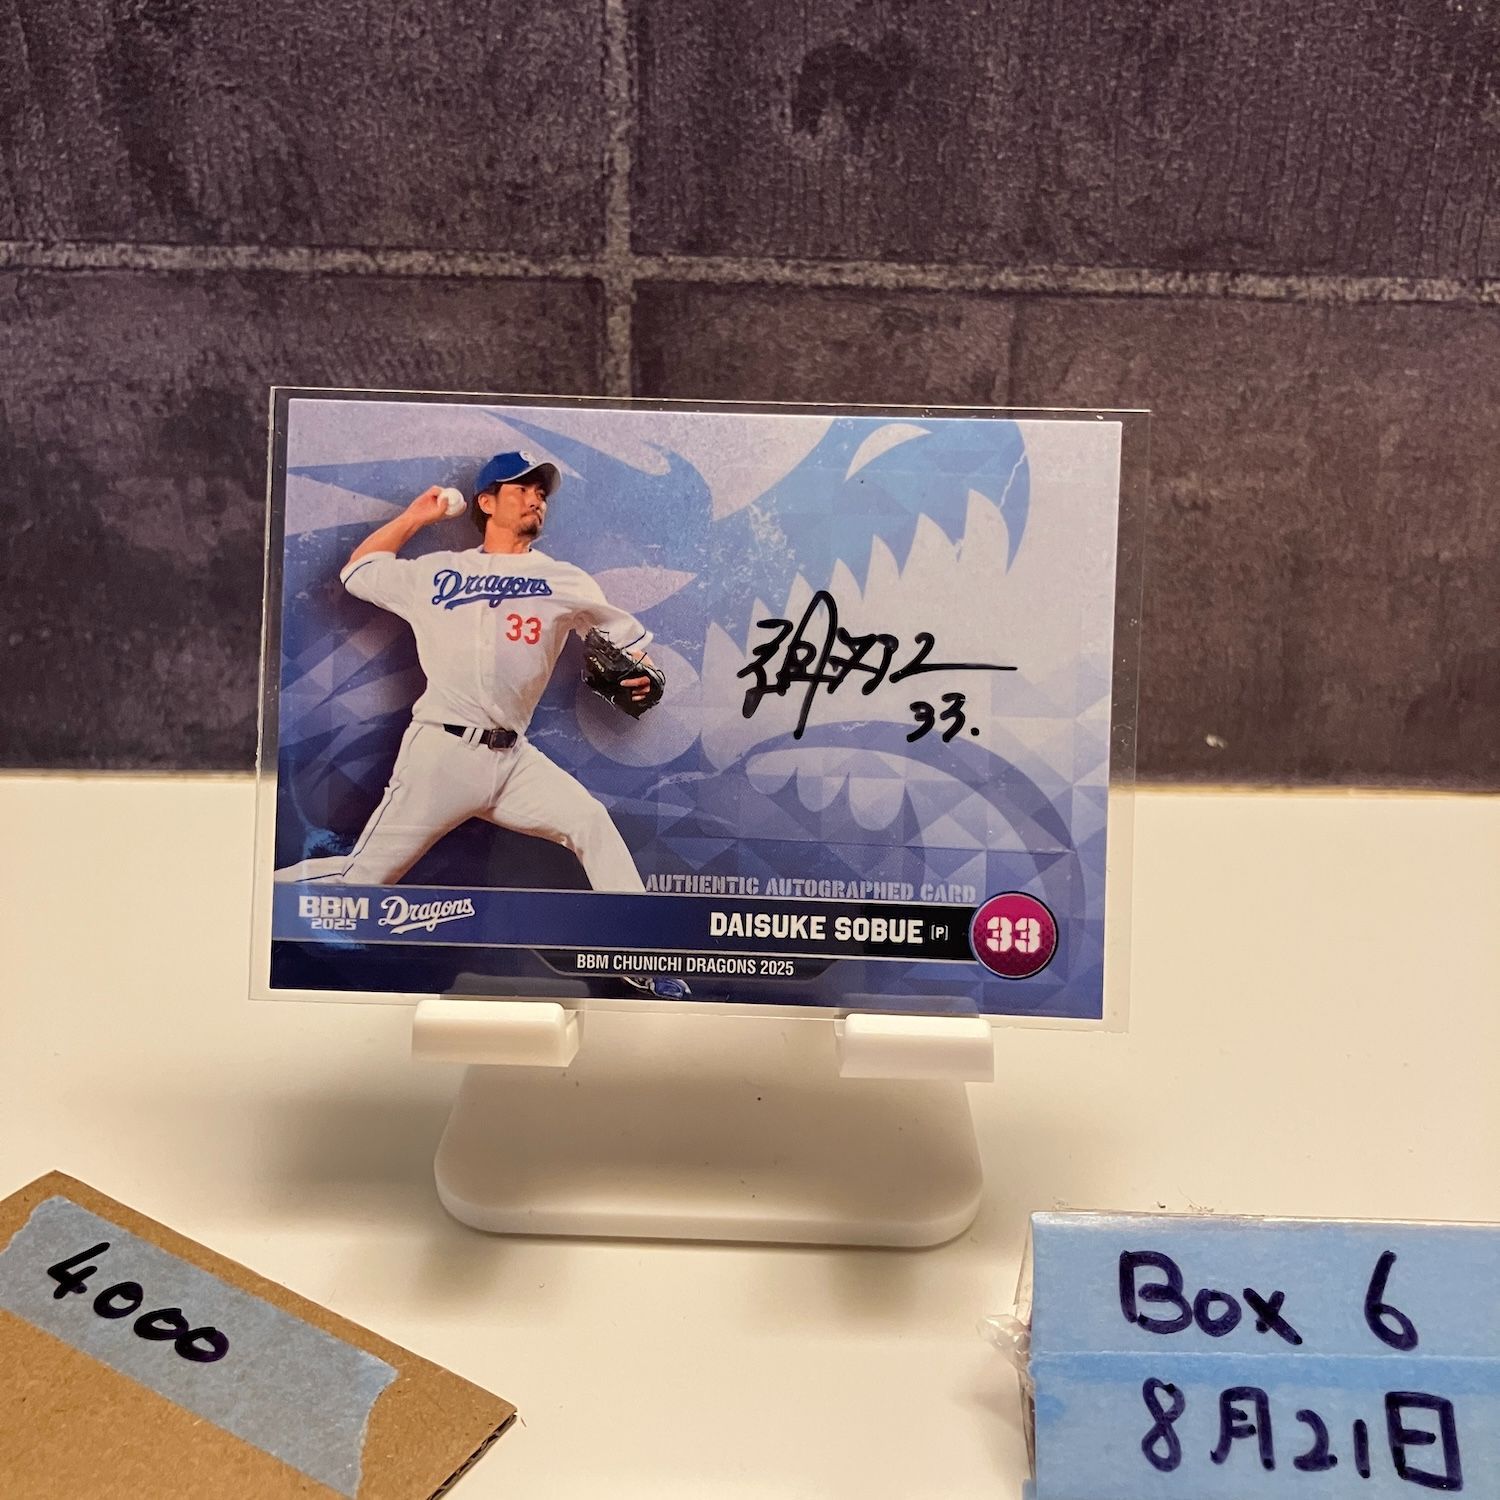 Dragons
33
33.
AUTHENTIC AUTOGRAPHED CARD
BBM
2025
Dragons
DAISUKE SOBUE (P)
33
BBM CHUNICHI DRAGONS 2025
4000
Box 6
8月21日